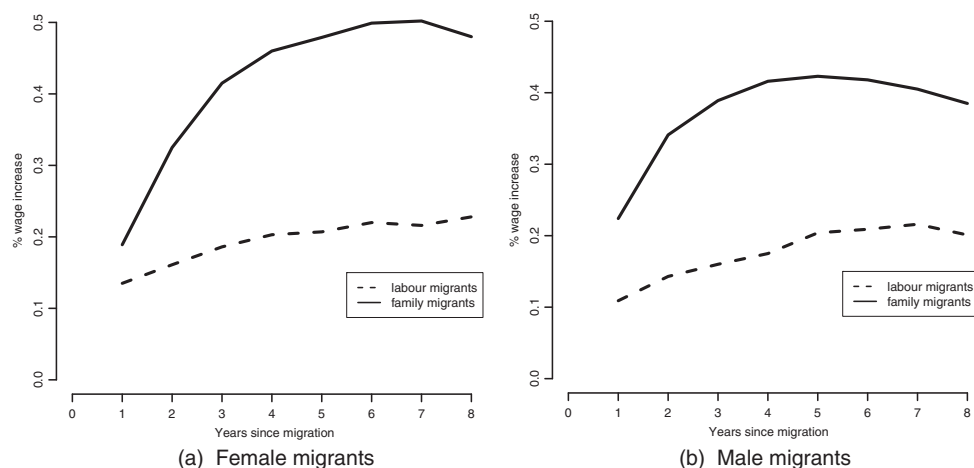 0.5
0.4
0.3
0.2
0.1
0.0
% wage increase
labour migrants
family migrants
0 1 2 3 4 5 6 7 8
Years since migration
(a) Female migrants
0.5
0.4
0.3
0.2
0.1
0.0
% wage increase
labour migrants
family migrants
0 1 2 3 4 5 6 7 8
Years since migration
(b) Male migrants